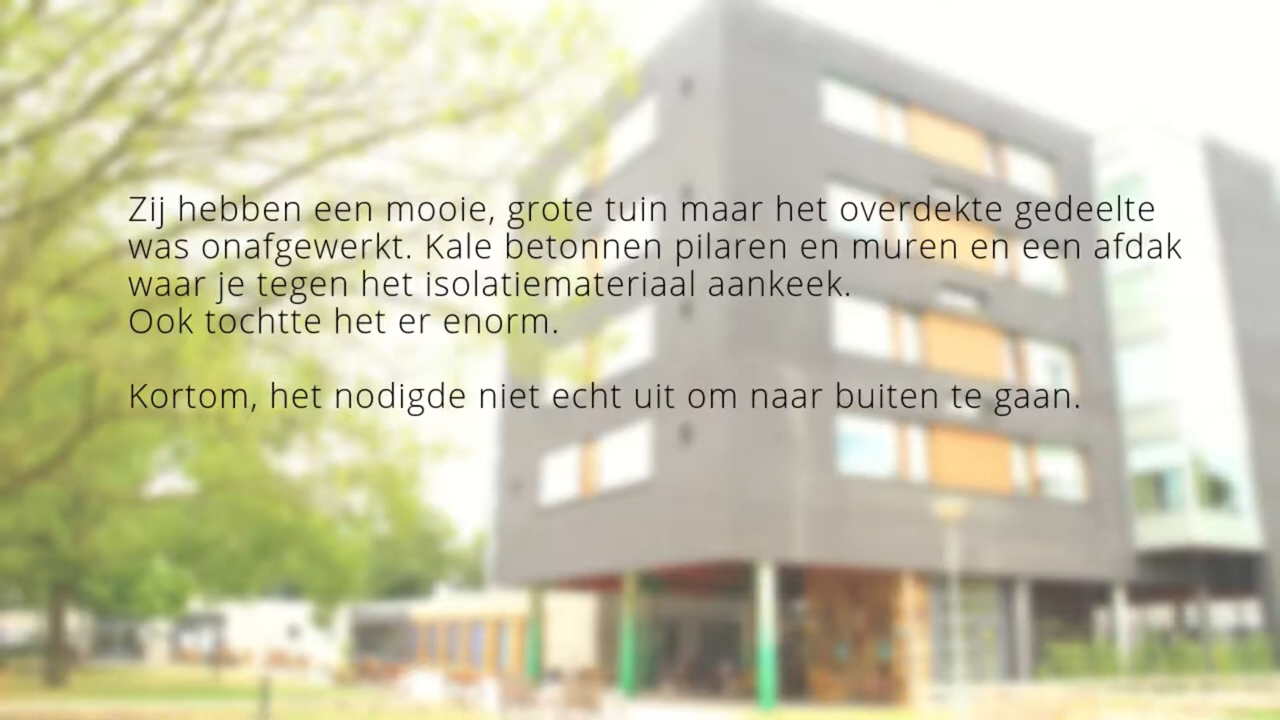 Zij hebben een mooie, grote tuin maar het overdekte gedeelte
was onafgewerkt. Kale betonnen pilaren en muren en een afdak
waar je tegen het isolatiemateriaal aankeek.
Ook tochtte het er enorm.
Kortom, het nodigde niet echt uit om naar buiten te gaan.